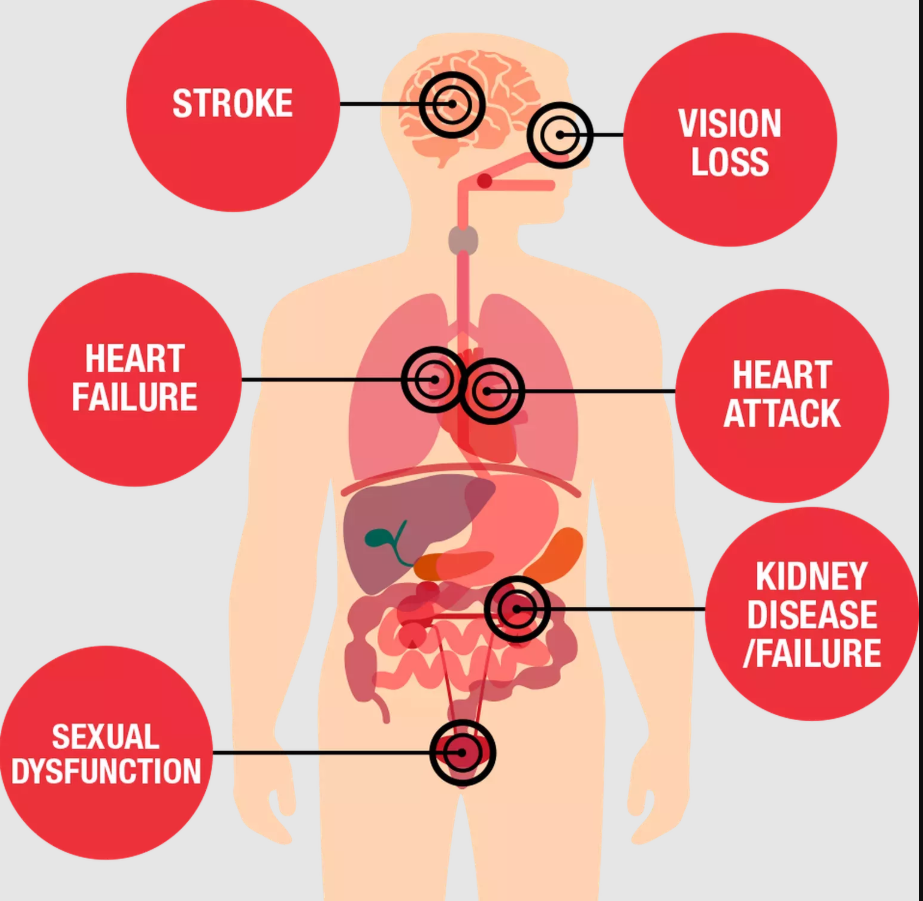 STROKE
VISION
LOSS
HEART
FAILURE
HEART
ATTACK
KIDNEY
DISEASE
/FAILURE
SEXUAL
DYSFUNCTION